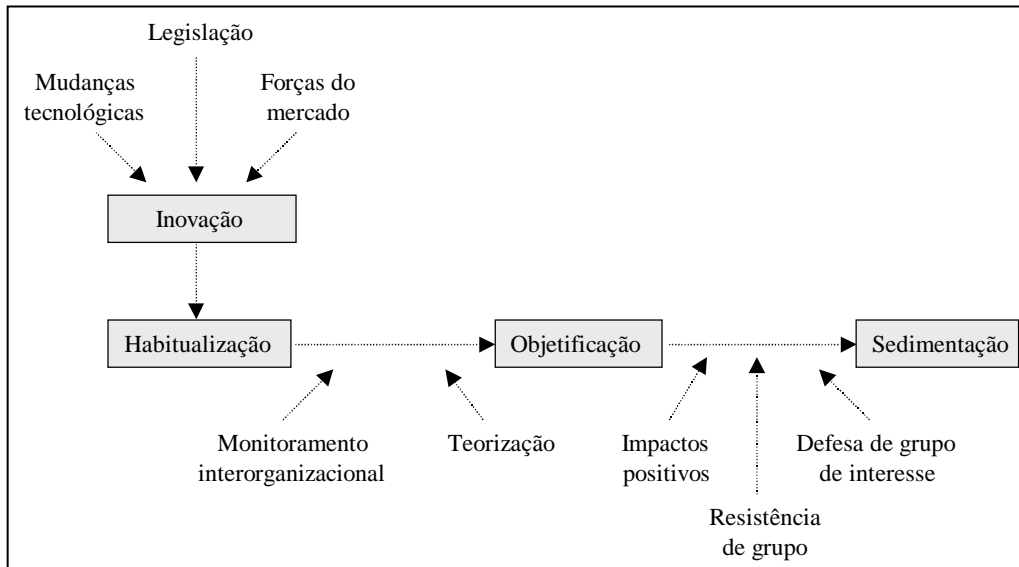 Legislação
Mudanças
tecnológicas
Forças do
mercado
Inovação
Habitualização
Objetificação
Sedimentação
Monitoramento
interorganizacional
Teorização
Impactos
positivos
Defesa de grupo
de interesse
Resistência
de grupo